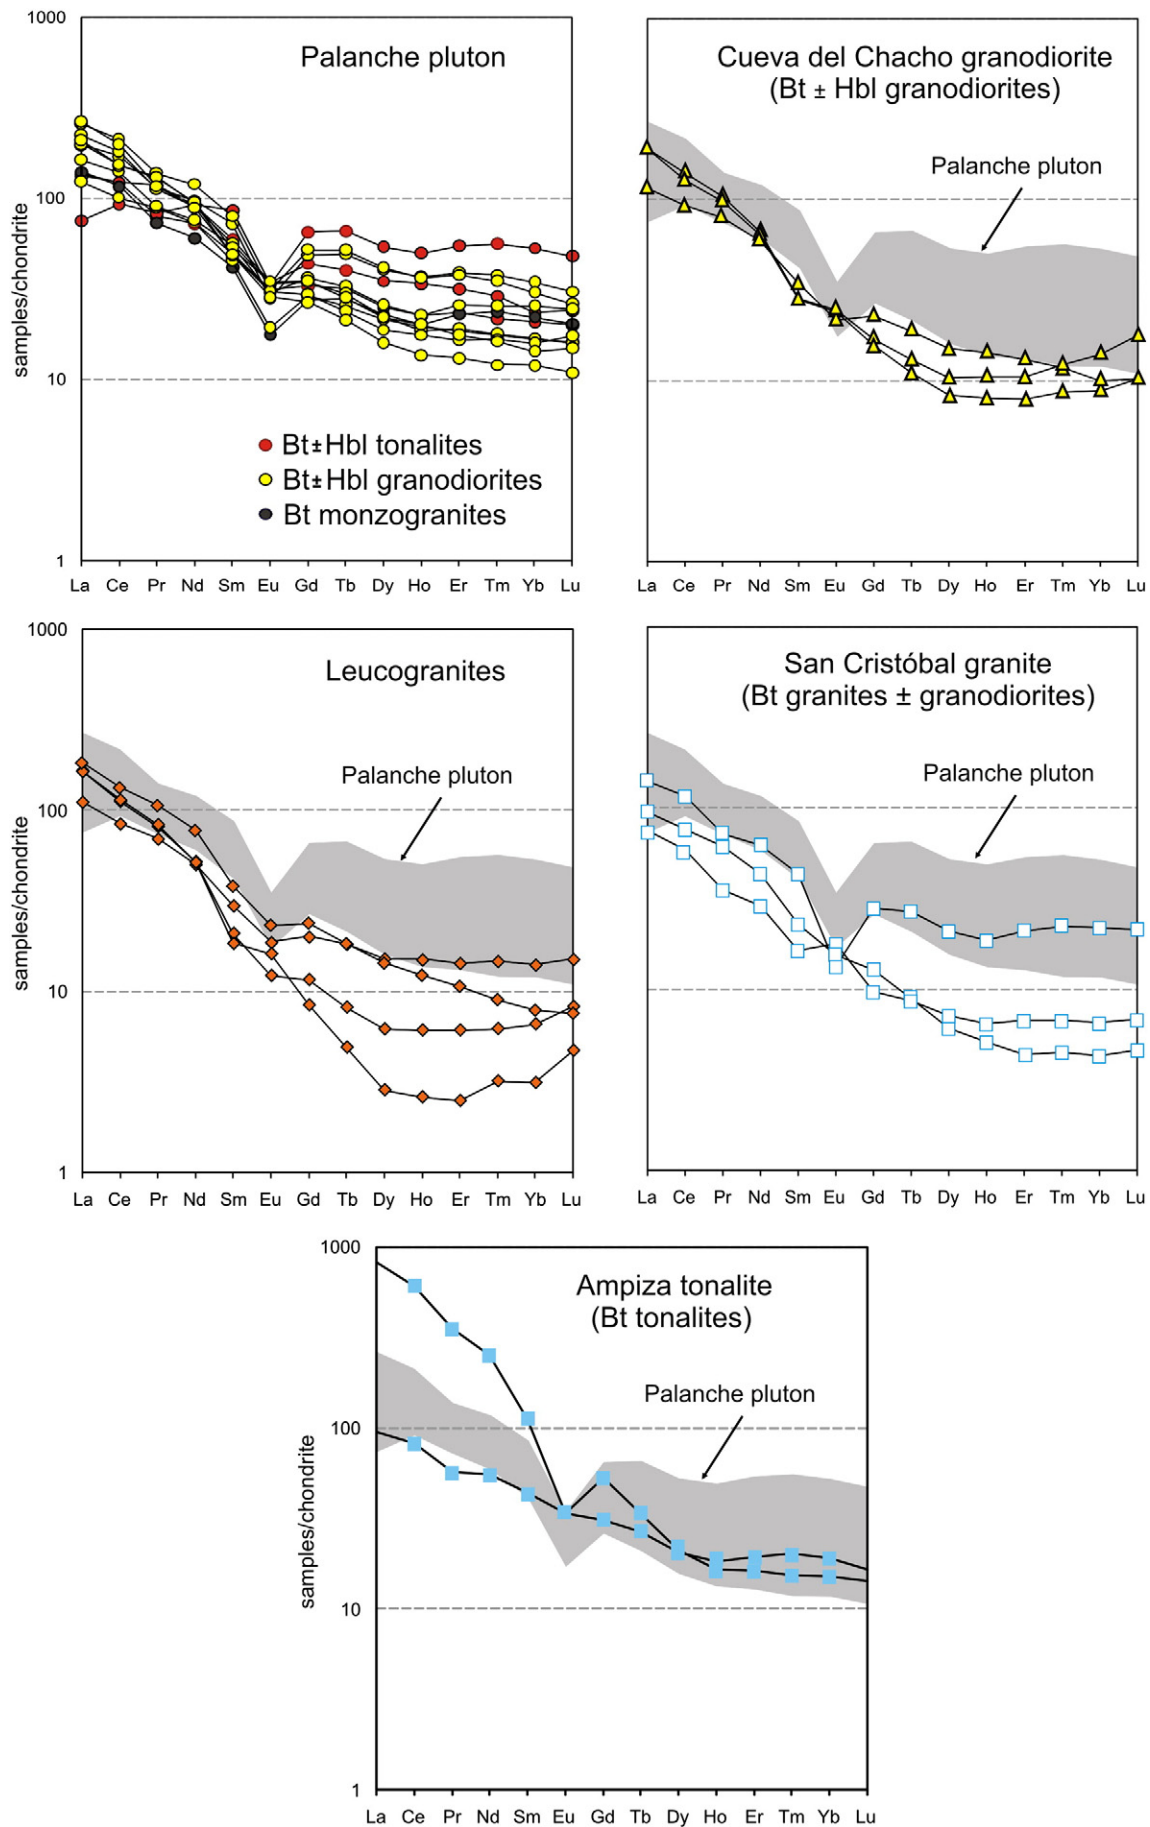 Palanche pluton
1000
100
10
1
samples/chondrite
Bt±Hbl tonalites
Bt±Hbl granodiorites
Bt monzogranites
La Ce Pr Nd Sm Eu Gd Tb Dy Ho Er Tm Yb Lu
Cueva del Chacho granodiorite
(Bt ± Hbl granodiorites)
Palanche pluton
La Ce Pr Nd Sm Eu Gd Tb Dy Ho Er Tm Yb Lu
Leucogranites
Palanche pluton
1000
100
10
1
samples/chondrite
La Ce Pr Nd Sm Eu Gd Tb Dy Ho Er Tm Yb Lu
San Cristóbal granite
(Bt granites ± granodiorites)
Palanche pluton
La Ce Pr Nd Sm Eu Gd Tb Dy Ho Er Tm Yb Lu
Ampiza tonalite
(Bt tonalites)
Palanche pluton
1000
100
10
1
samples/chondrite
La Ce Pr Nd Sm Eu Gd Tb Dy Ho Er Tm Yb Lu